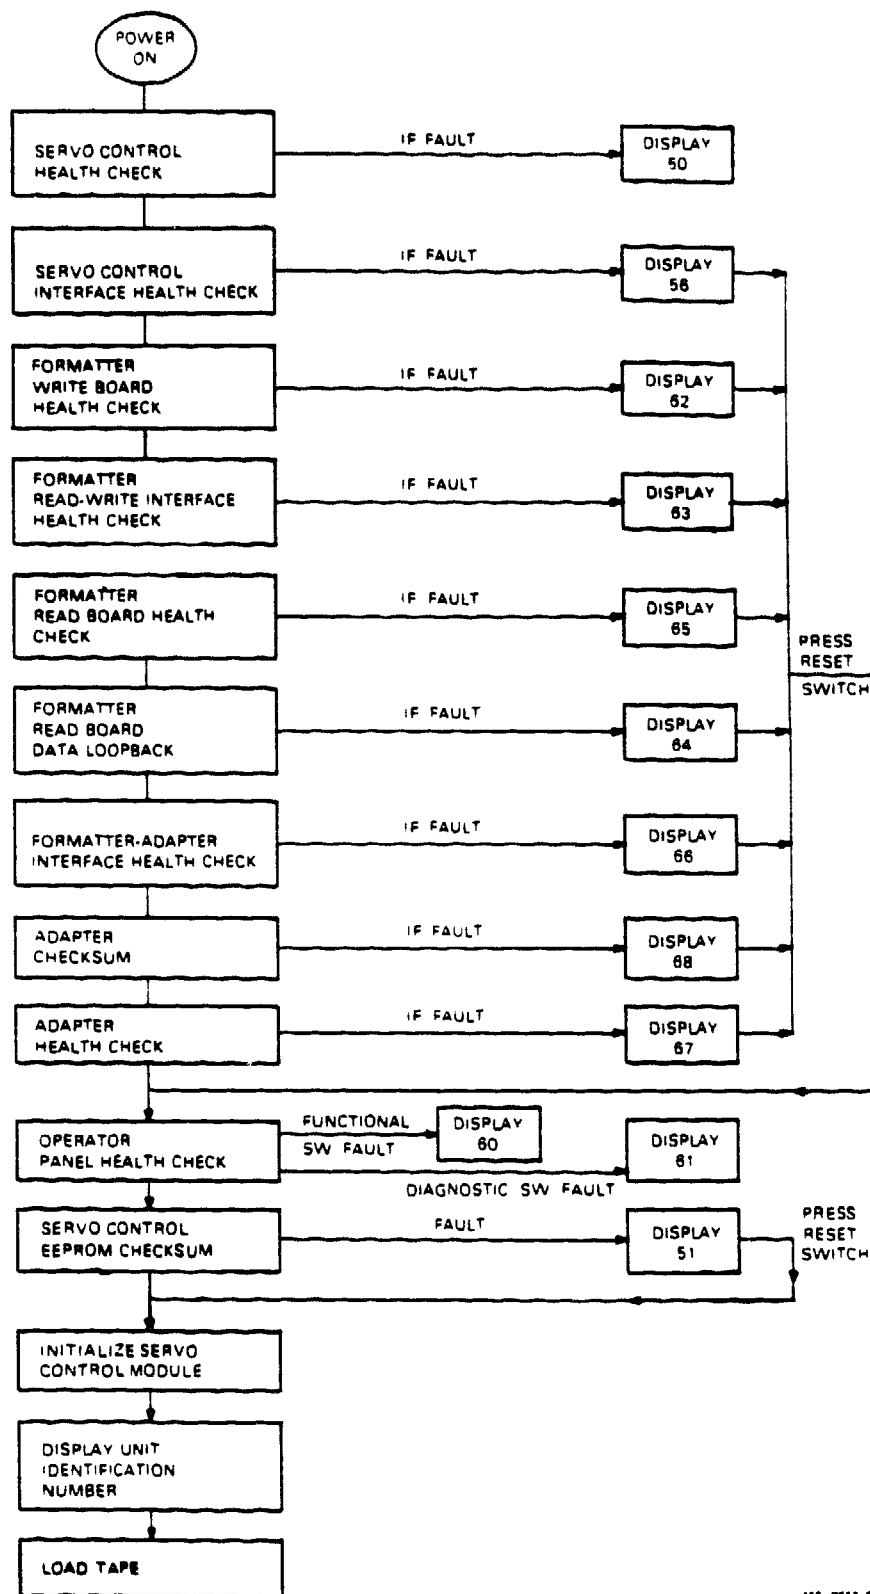 POWER
ON
SERVO CONTROL
HEALTH CHECK
IF FAULT
DISPLAY
50
SERVO CONTROL
INTERFACE HEALTH CHECK
IF FAULT
DISPLAY
56
FORMATTER
WRITE BOARD
HEALTH CHECK
IF FAULT
DISPLAY
62
FORMATTER
READ-WRITE INTERFACE
HEALTH CHECK
IF FAULT
DISPLAY
63
FORMATTER
READ BOARD HEALTH
CHECK
IF FAULT
DISPLAY
65
PRESS
RESET
SWITCH
FORMATTER
READ BOARD
DATA LOOPBACK
IF FAULT
DISPLAY
64
FORMATTER-ADAPTER
INTERFACE HEALTH CHECK
IF FAULT
DISPLAY
66
ADAPTER
CHECKSUM
IF FAULT
DISPLAY
68
ADAPTER
HEALTH CHECK
IF FAULT
DISPLAY
67
OPERATOR
PANEL HEALTH CHECK
FUNCTIONAL
SW FAULT
DISPLAY
60
DIAGNOSTIC SW FAULT
DISPLAY
61
SERVO CONTROL
EEPROM CHECKSUM
FAULT
DISPLAY
51
PRESS
RESET
SWITCH
INITIALIZE SERVO
CONTROL MODULE
DISPLAY UNIT
IDENTIFICATION
NUMBER
LOAD TAPE